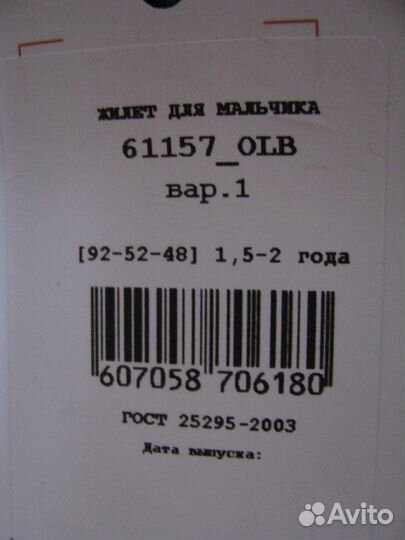 ЖИЛЕТ ДЛЯ МАЛЬЧИКА
61157_OLB
вар.1
[92-52-48] 1,5-2 года
607058 706180
ГОСТ 25295-2003
Дата выпуска:
Avito